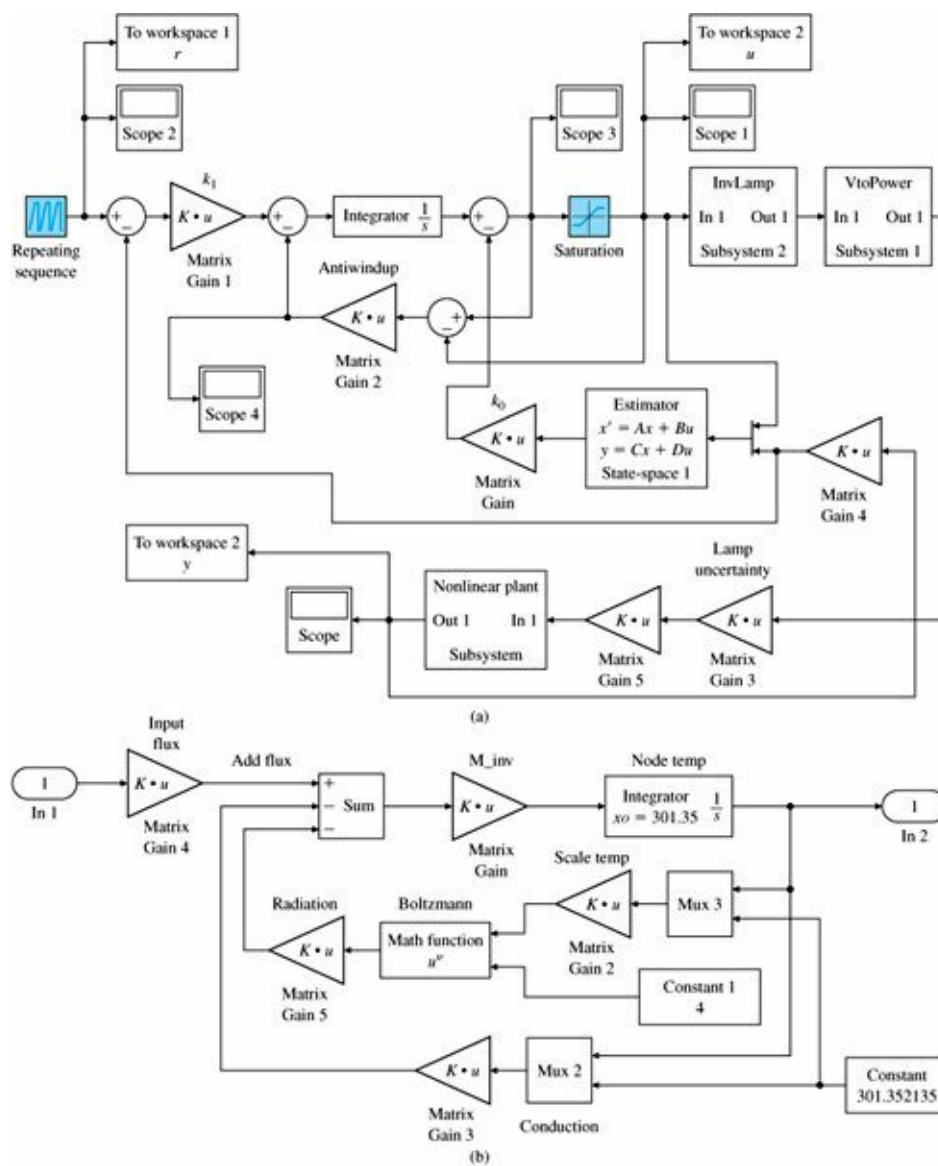 To workspace 1
r
To workspace 2
u
Scope 2
Scope 3
Scope 1
k₁
InvLamp
VtoPower
+
−
K • u
+
−
Integrator 1/s
+
−
In 1 Out 1
In 1 Out 1
Repeating
sequence
Matrix
Gain 1
Saturation
Subsystem 2
Subsystem 1
Antiwindup
K • u
+
−
Matrix
Gain 2
Scope 4
k₀
K • u
Matrix
Gain
Estimator
x' = Ax + Bu
y = Cx + Du
State-space 1
K • u
Matrix
Gain 4
To workspace 2
y
Lamp
uncertainty
Scope
Nonlinear plant
Out 1 In 1
Subsystem
K • u
K • u
Matrix
Gain 5
Matrix
Gain 3
(a)
Input
flux
Add flux
M_inv
Node temp
1
In 1
K • u
Matrix
Gain 4
+
−
−
Sum
K • u
Matrix
Gain
Integrator
xo = 301.35 1/s
1
In 2
Scale temp
Radiation
Boltzmann
K • u
Mux 3
K • u
Math function
uᵛ
Matrix
Gain 2
Matrix
Gain 5
Constant 1
4
K • u
Mux 2
Constant
301.352135
Matrix
Gain 3
Conduction
(b)